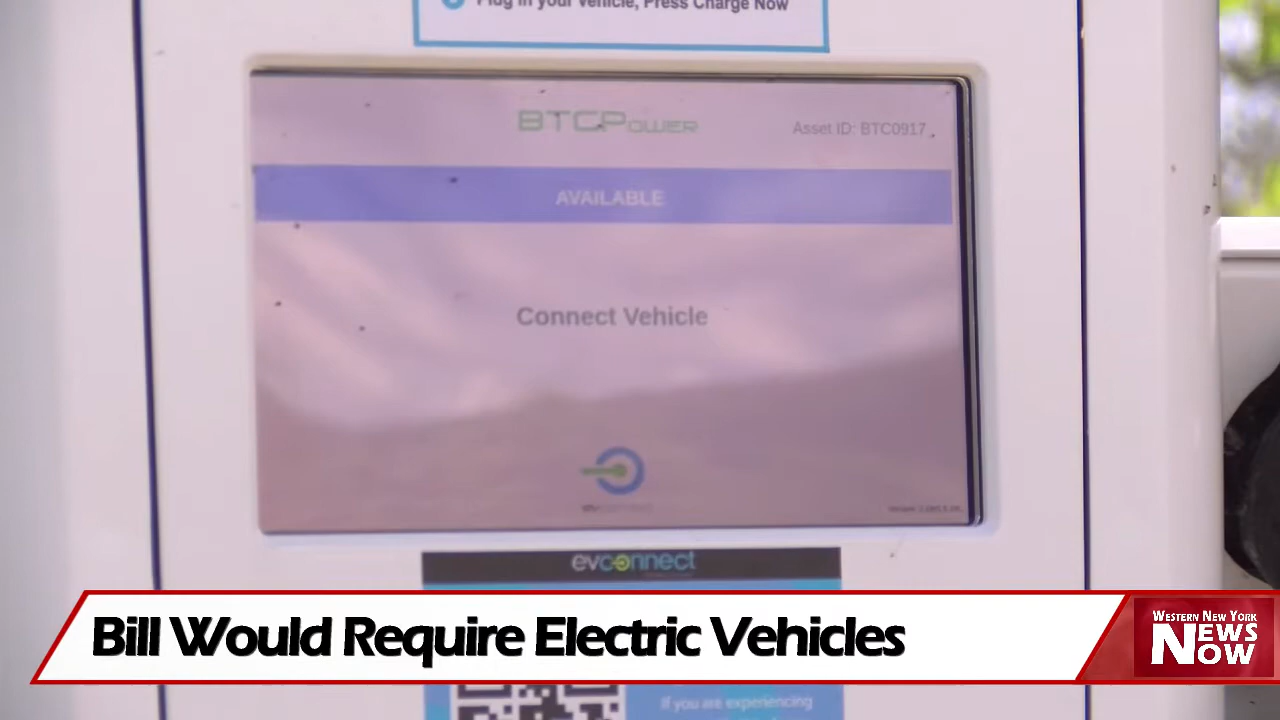 Plug in your vehicle, Press Charge Now
BTCPOWER
Asset ID: BTC0917
AVAILABLE
Connect Vehicle
evconnect
Bill Would Require Electric Vehicles
WESTERN NEW YORK
NEWS
NOW
If you are experiencing